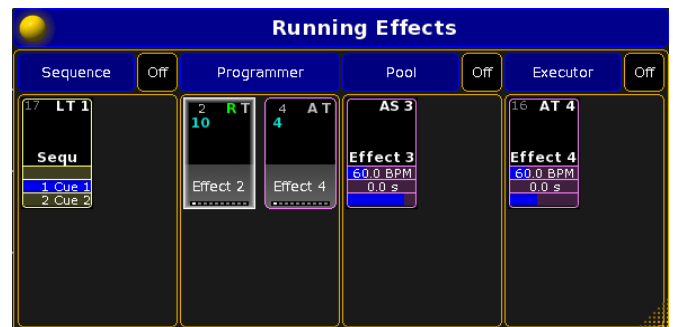 Running Effects
Sequence Off Programmer Pool Off Executor Off
17 LT 1
Sequ
1 Cue 1
2 Cue 2
2 R T
10
Effect 2
4 A T
4
Effect 4
AS 3
Effect 3
60.0 BPM
0.0 s
16 AT 4
Effect 4
60.0 BPM
0.0 s